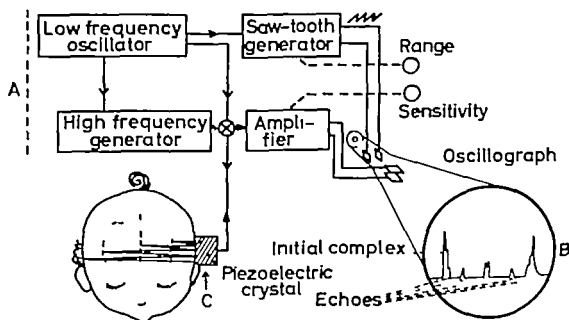 Low frequency
oscillator
Saw-tooth
generator
Range
A
Sensitivity
High frequency
generator
Ampli-
fier
Oscillograph
Initial complex
B
Piezoelectric
crystal
C
Echoes